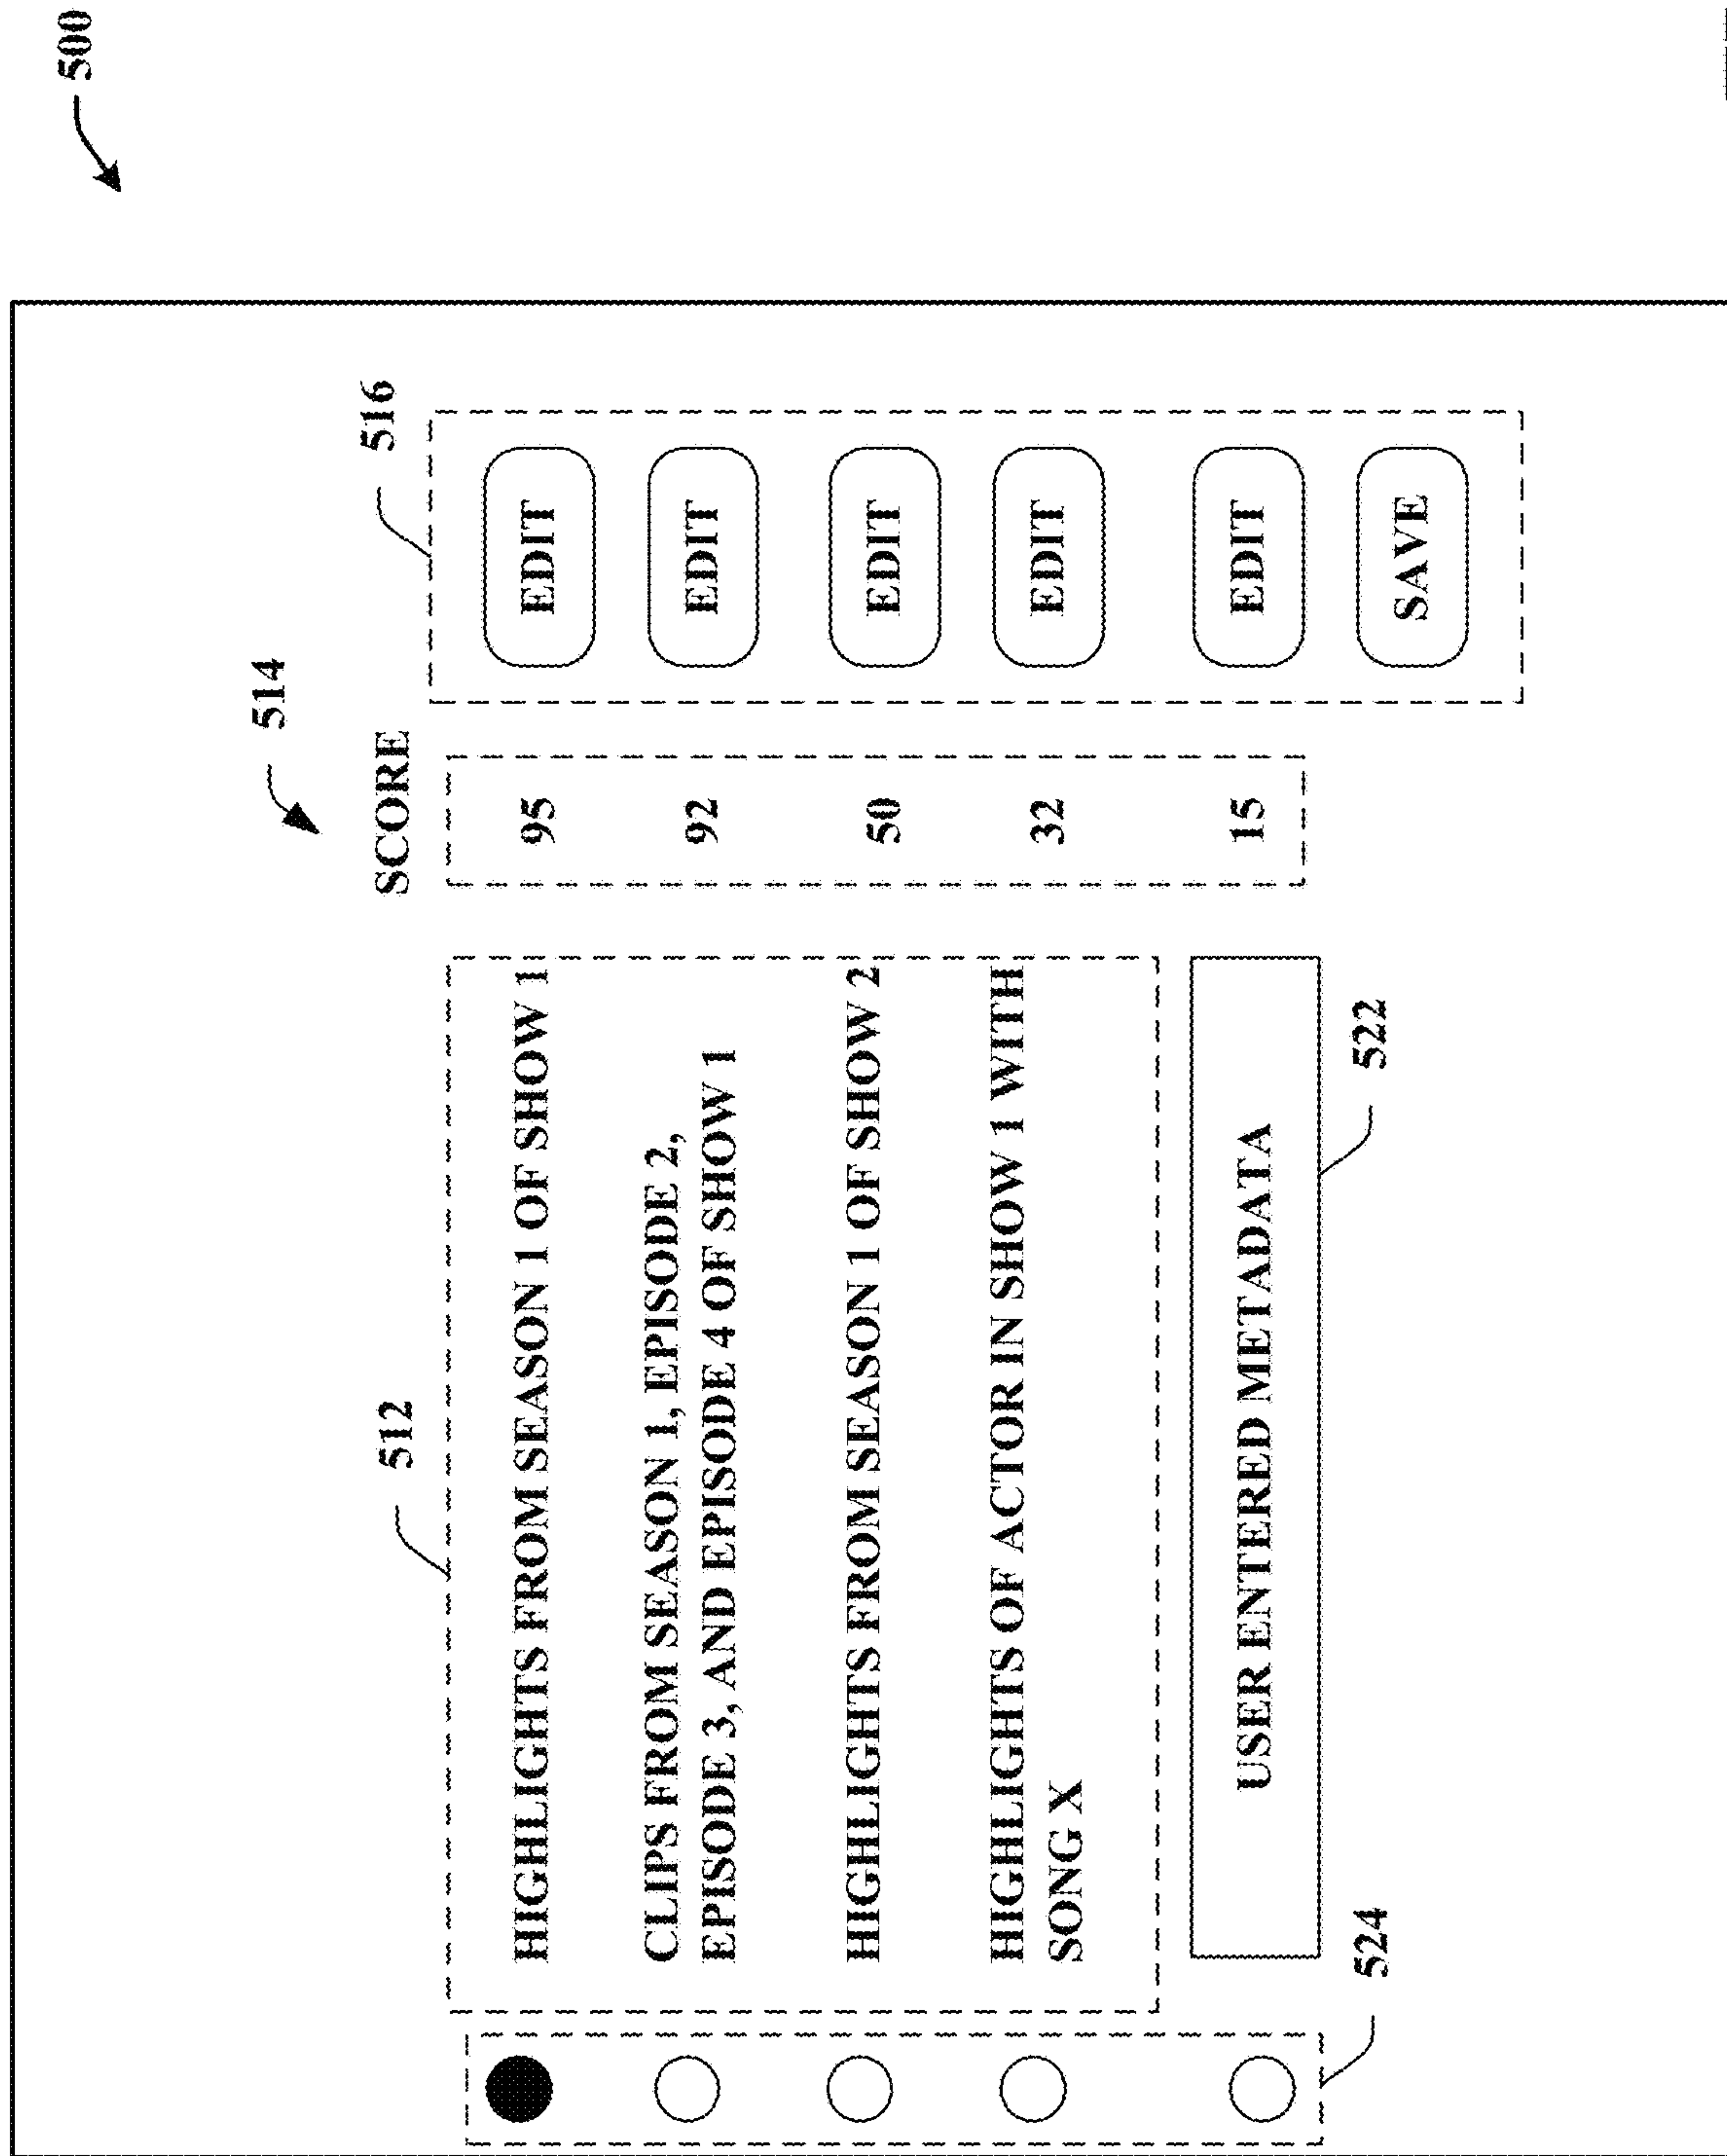 500
514
516
512
SCORE
HIGHLIGHTS FROM SEASON 1 OF SHOW 1
95
EDIT
CLIPS FROM SEASON 1, EPISODE 2,
EPISODE 3, AND EPISODE 4 OF SHOW 1
92
EDIT
HIGHLIGHTS FROM SEASON 1 OF SHOW 2
50
EDIT
HIGHLIGHTS OF ACTOR IN SHOW 1 WITH
SONG X
32
EDIT
USER ENTERED METADATA
15
EDIT
SAVE
524
522